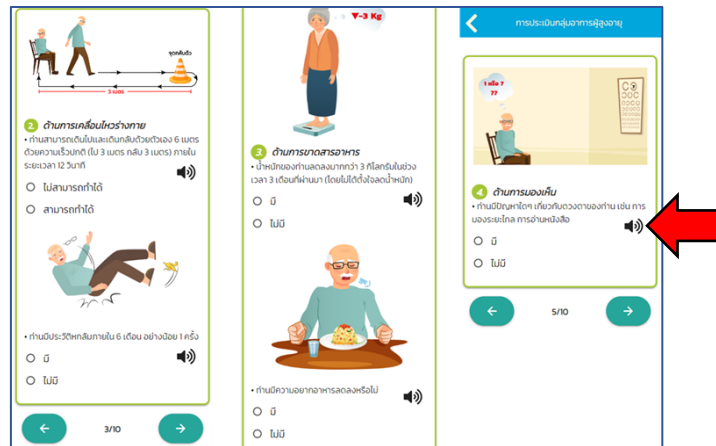 จุดกลับตัว
3 เมตร
2. ด้านการเคลื่อนไหวร่างกาย
• ท่านสามารถเดินไปและเดินกลับด้วยตัวเอง 6 เมตร
ด้วยความเร็วปกติ (ไป 3 เมตร กลับ 3 เมตร) ภายใน
ระยะเวลา 12 วินาที
ไม่สามารถทำได้
สามารถทำได้
• ท่านมีประวัติหกล้มภายใน 6 เดือน อย่างน้อย 1 ครั้ง
มี
ไม่มี
3/10
▼-3 Kg
3. ด้านการขาดสารอาหาร
• น้ำหนักของท่านลดลงมากกว่า 3 กิโลกรัมในช่วง
เวลา 3 เดือนที่ผ่านมา (โดยไม่ได้ตั้งใจลดน้ำหนัก)
มี
ไม่มี
• ท่านมีความอยากอาหารลดลงหรือไม่
มี
ไม่มี
การประเมินกลุ่มอาการผู้สูงอายุ
1 หรือ 7
??
4. ด้านการมองเห็น
• ท่านมีปัญหาใดๆ เกี่ยวกับดวงตาของท่าน เช่น การ
มองระยะไกล การอ่านหนังสือ
มี
ไม่มี
5/10